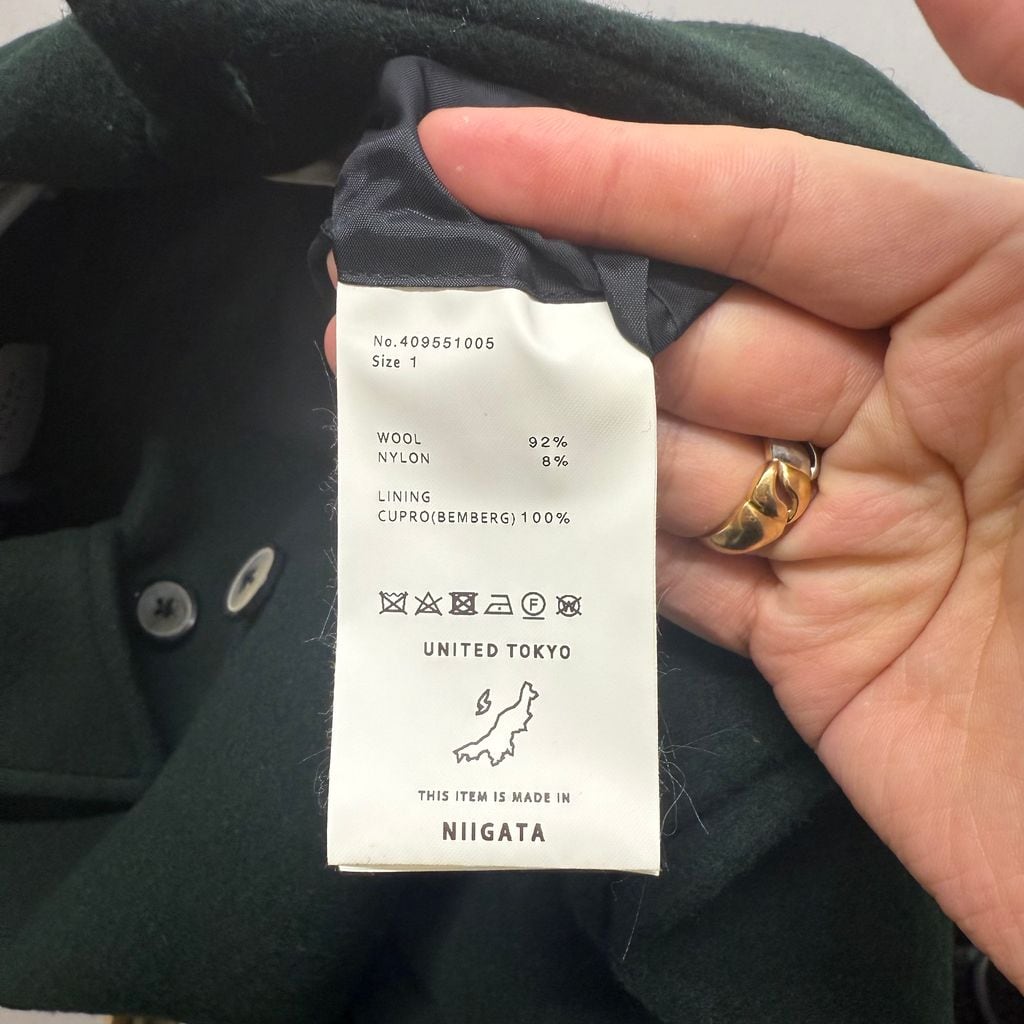 No.409551005
Size 1
WOOL 92%
NYLON 8%
LINING
CUPRO(BEMBERG) 100%
F W
UNITED TOKYO
THIS ITEM IS MADE IN
NIIGATA